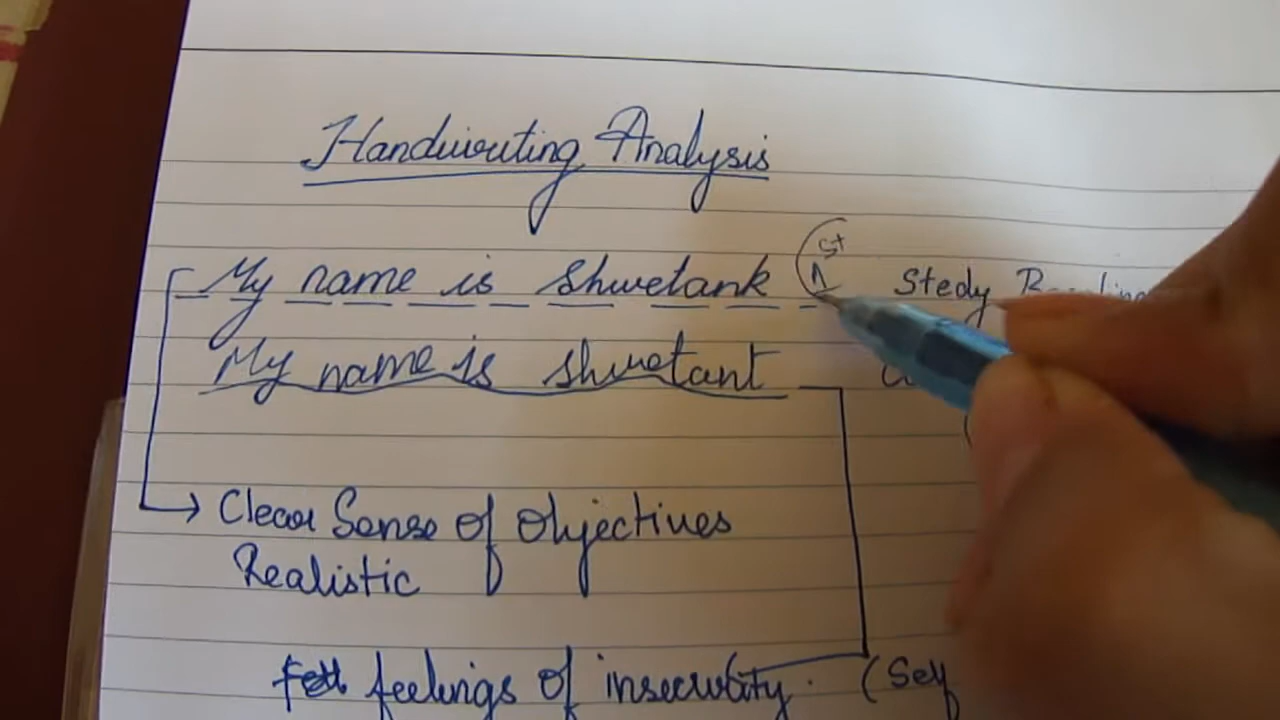 Handwriting Analysis
My name is Shwetank 1st Stedy
My name is shwetant
Clear Sense of Objectives
Realistic
feelings of insecurity. (Self